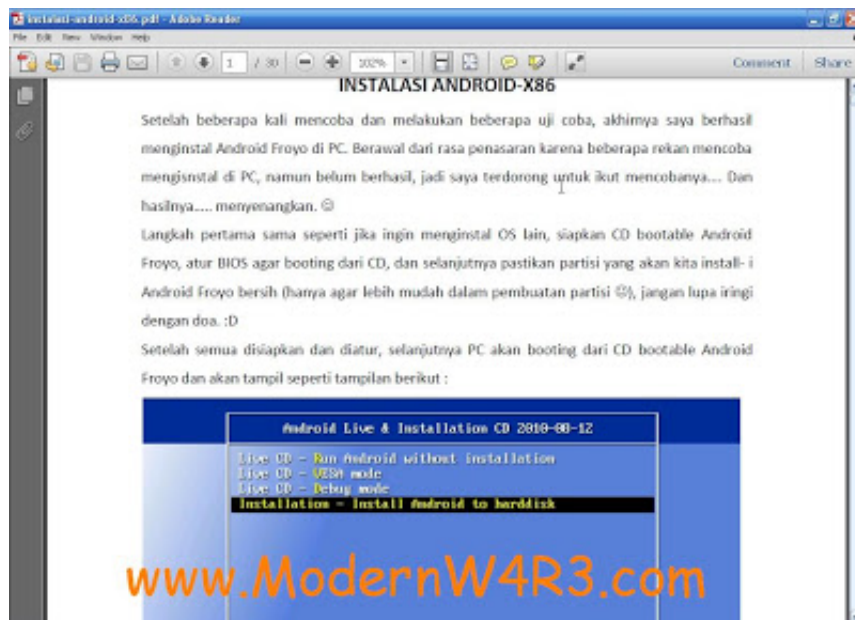 instalasi-android-x86.pdf - Adobe Reader
File Edit View Window Help
1 / 30 102% Comment Share
INSTALASI ANDROID-X86
Setelah beberapa kali mencoba dan melakukan beberapa uji coba, akhirnya saya berhasil
menginstal Android Froyo di PC. Berawal dari rasa penasaran karena beberapa rekan mencoba
mengisnstal di PC, namun belum berhasil, jadi saya terdorong untuk ikut mencobanya.... Dan
hasilnya..... menyenangkan. ☺
Langkah pertama sama seperti jika ingin menginstal OS lain, siapkan CD bootable Android
Froyo, atur BIOS agar booting dari CD, dan selanjutnya pastikan partisi yang akan kita install- i
Android Froyo bersih (hanya agar lebih mudah dalam pembuatan partisi ☺), jangan lupa iringi
dengan doa. :D
Setelah semua disiapkan dan diatur, selanjutnya PC akan booting dari CD bootable Android
Froyo dan akan tampil seperti tampilan berikut :
Android Live & Installation CD 2010-08-12
Live CD - Run Android without installation
Live CD - VESA mode
Live CD - Debug mode
Installation - Install Android to harddisk
www.ModernW4R3.com